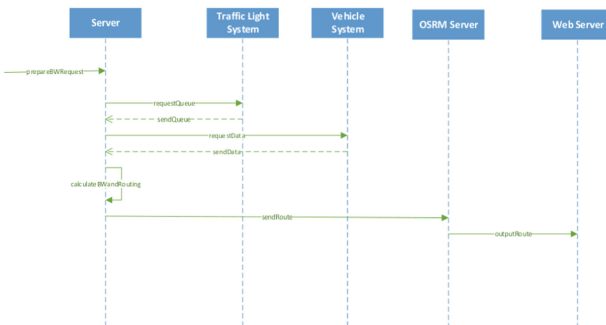 Server
Traffic Light
System
Vehicle
System
OSRM Server
Web Server
prepareBWRequest
requestQueue
sendQueue
requestData
sendData
calculateBWandRouting
sendRoute
outputRoute